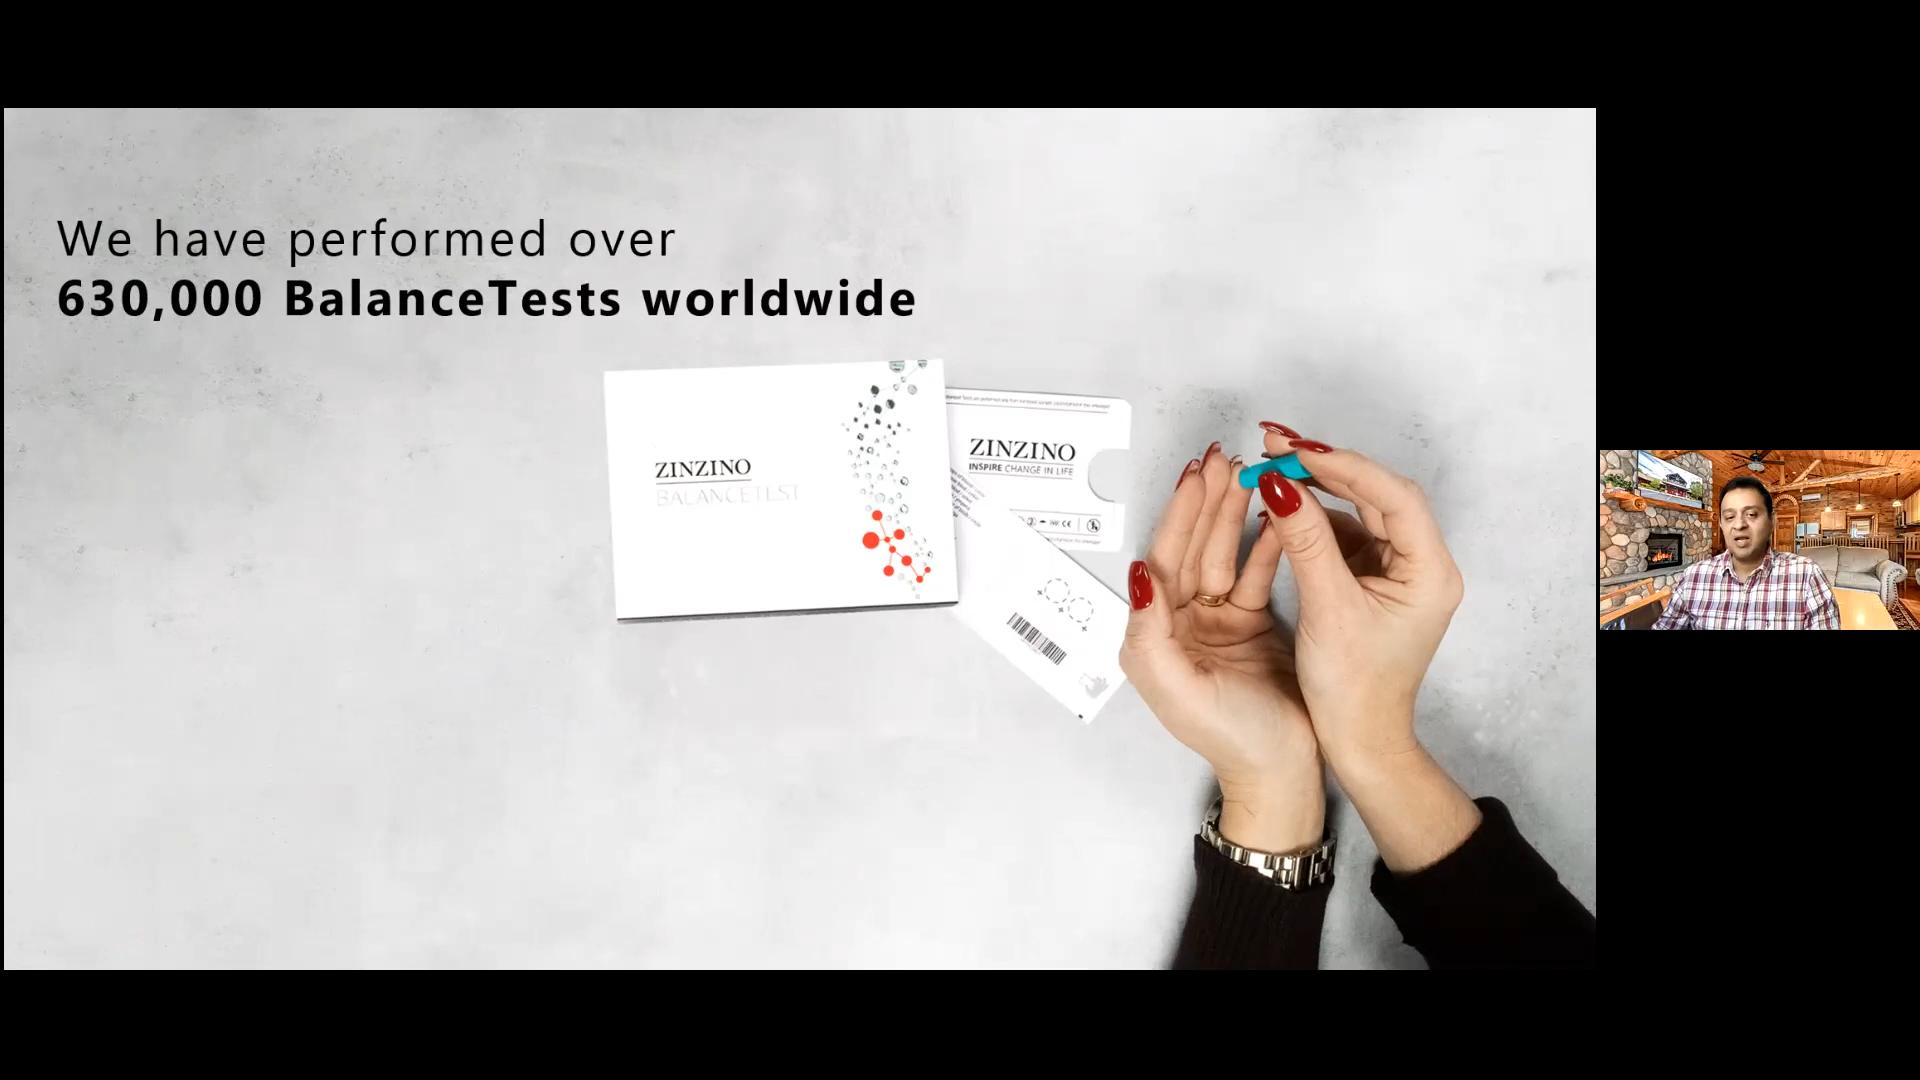 We have performed over
630,000 BalanceTests worldwide
ZINZINO
BALANCETEST
ZINZINO
INSPIRE CHANGE IN LIFE